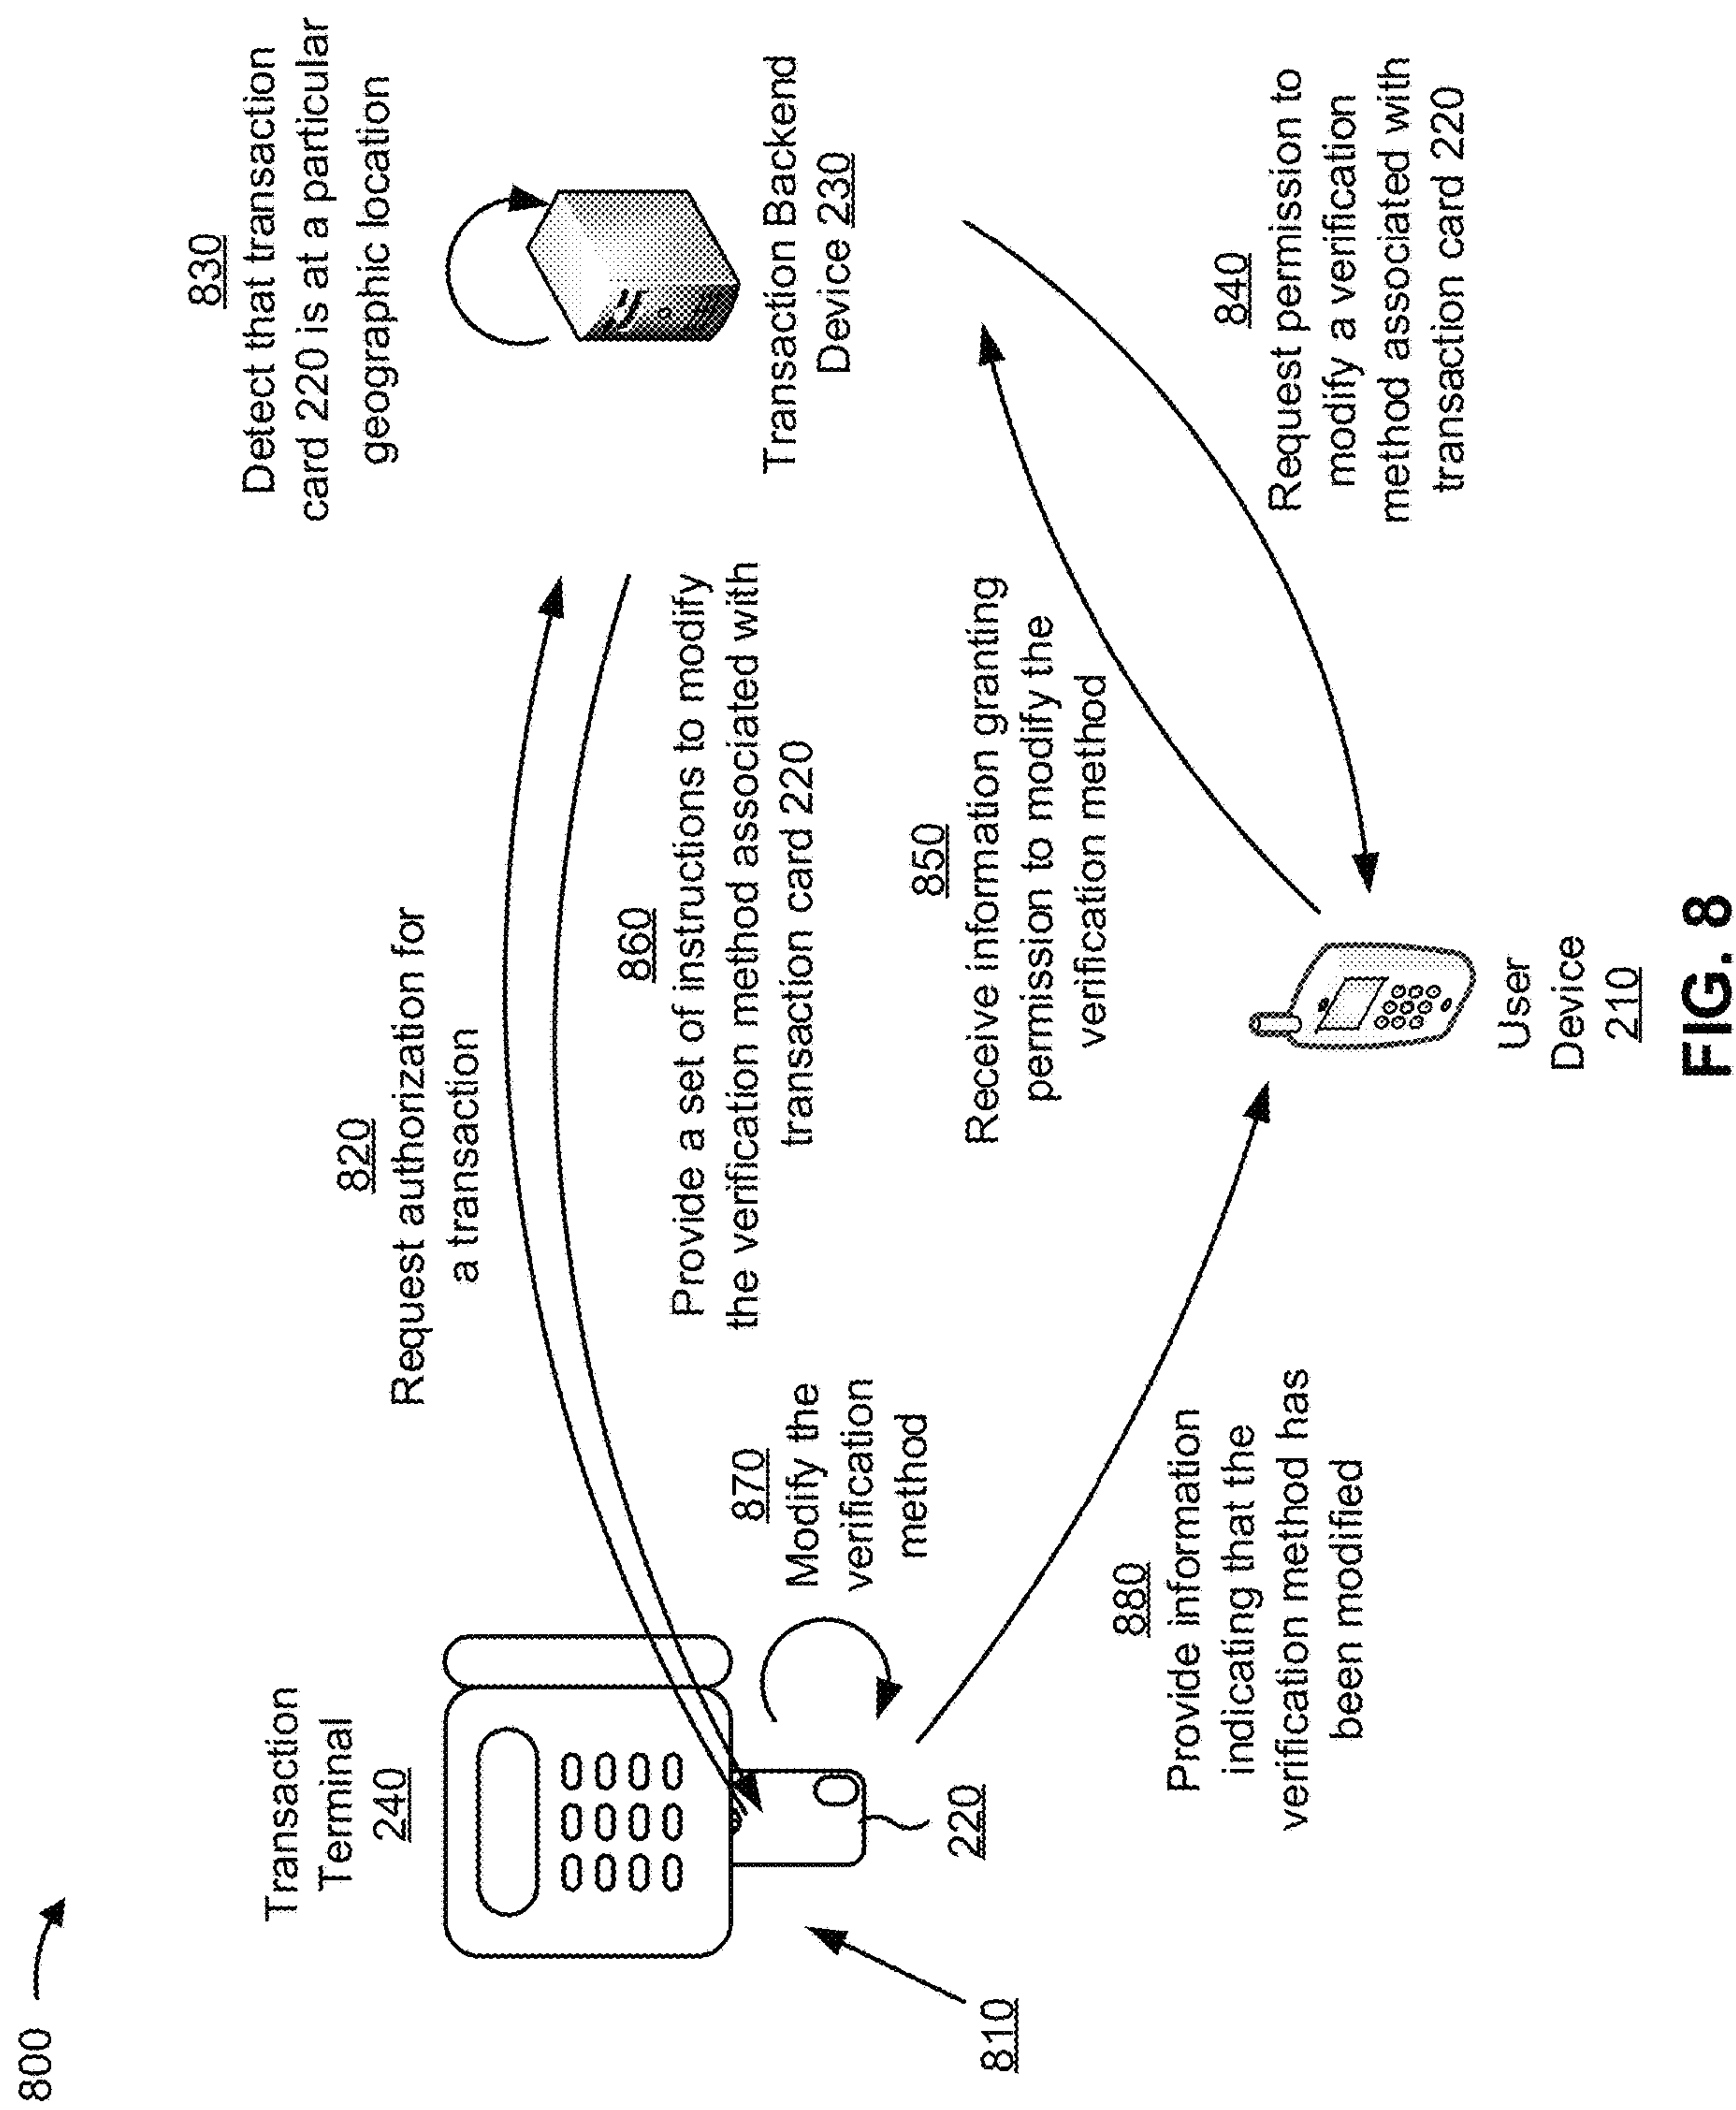 800
Transaction
Terminal
240
810
220
820
Request authorization for
a transaction
830
Detect that transaction
card 220 is at a particular
geographic location
Transaction Backend
Device 230
840
Request permission to
modify a verification
method associated with
transaction card 220
850
Receive information granting
permission to modify the
verification method
860
Provide a set of instructions to modify
the verification method associated with
transaction card 220
870
Modify the
verification
method
880
Provide information
indicating that the
verification method has
been modified
User
Device
210
FIG. 8